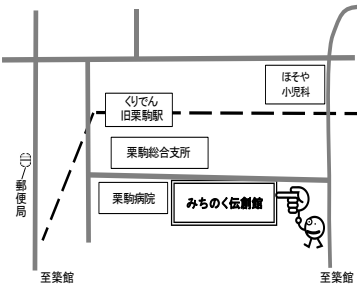 ほそや
小児科
くりでん
旧栗駒駅
栗駒総合支所
郵便局
栗駒病院
みちのく伝創館
至築館
至築館